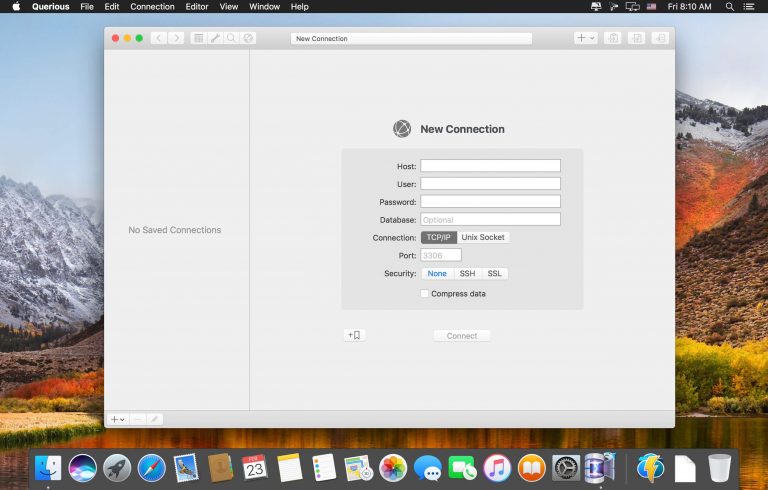 Querious File Edit Connection Editor View Window Help Fri 8:10 AM
New Connection
New Connection
Host:
User:
Password:
No Saved Connections
Database: Optional
Connection: TCP/IP Unix Socket
Port: 3306
Security: None SSH SSL
Compress data
Connect
FEB
23